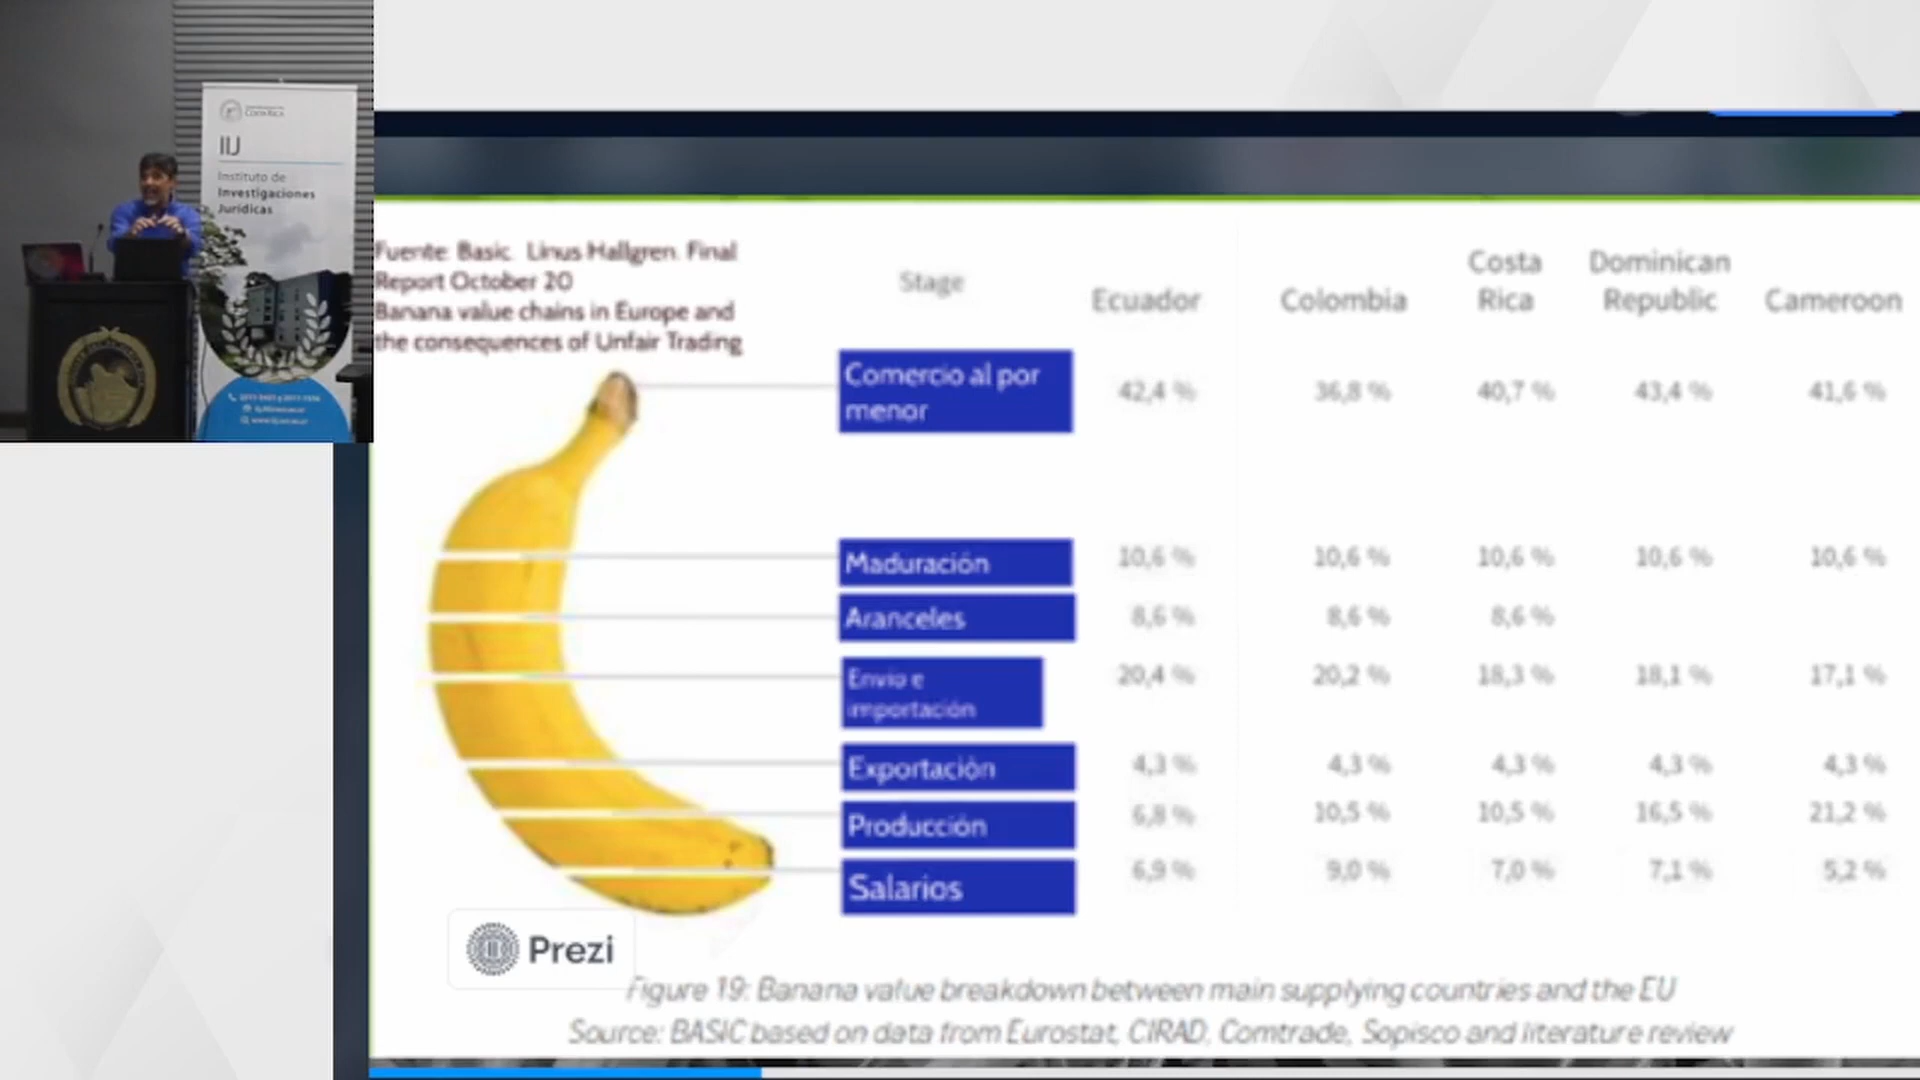 COSTA RICA
IIJ
Instituto de
Investigaciones
Jurídicas
Fuente: Basic. Linus Hallgren. Final
Report October 20
Banana value chains in Europe and
the consequences of Unfair Trading
Stage
Ecuador
Colombia
Costa
Rica
Dominican
Republic
Cameroon
Comercio al por
menor
42,4 % 36,8 % 40,7 % 43,4 % 41,6 %
Maduración 10,6 % 10,6 % 10,6 % 10,6 % 10,6 %
Aranceles 8,6 % 8,6 % 8,6 %
Envio e
importación
20,4 % 20,2 % 18,3 % 18,1 % 17,1 %
Exportación 4,3 % 4,3 % 4,3 % 4,3 % 4,3 %
Producción 6,8 % 10,5 % 10,5 % 16,5 % 21,2 %
Salarios 6,9 % 9,0 % 7,0 % 7,1 % 5,2 %
Prezi
Figure 19: Banana value breakdown between main supplying countries and the EU
Source: BASIC based on data from Eurostat, CIRAD, Comtrade, Sopisco and literature review